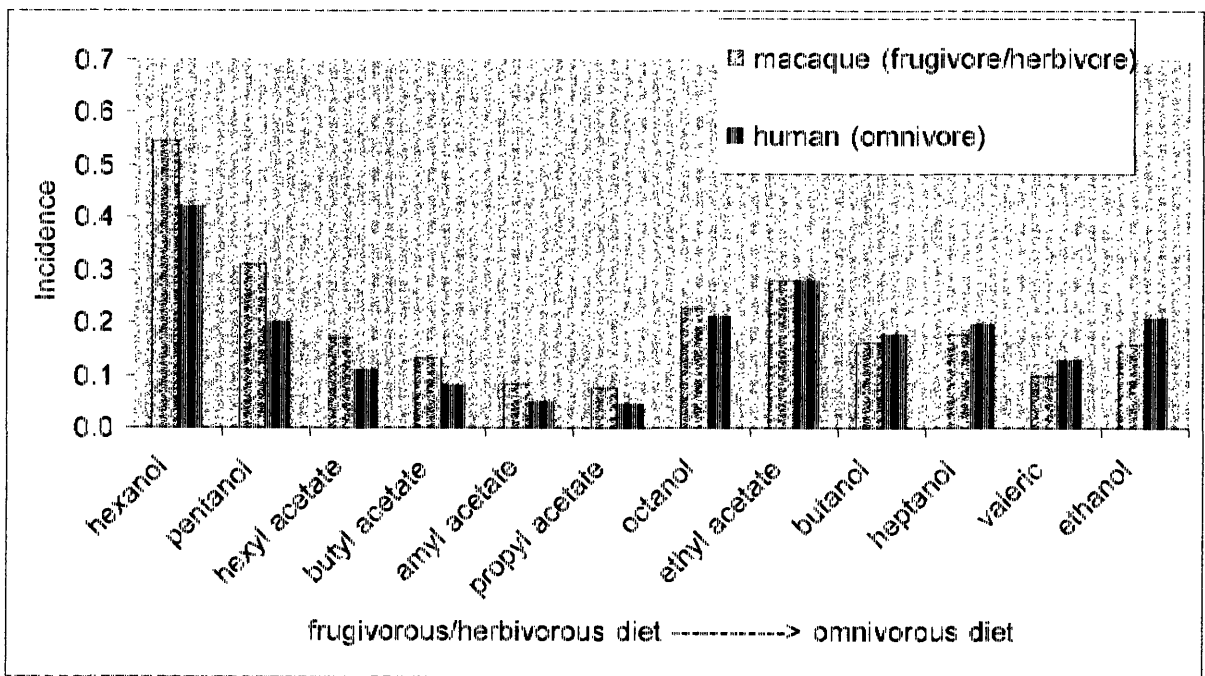 0.7
0.6
0.5
0.4
0.3
0.2
0.1
0.0
Incidence
macaque (frugivore/herbivore)
human (omnivore)
hexanol
pentanol
hexyl acetate
butyl acetate
amyl acetate
propyl acetate
octanol
ethyl acetate
butanol
heptanol
valeric
ethanol
frugivorous/herbivorous diet ----------> omnivorous diet